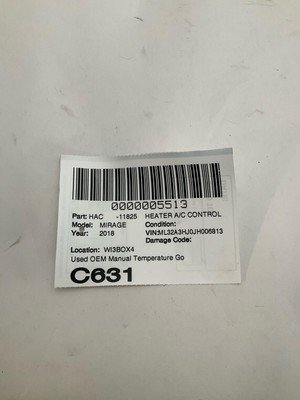 0000005513
Part: HAC -11825 HEATER A/C CONTROL
Model: MIRAGE Condition:
Year: 2018 VIN:ML32A3HJ0JH006813
Damage Code:
Location: WI3BOX4
Used OEM Manual Temperature Go
C631